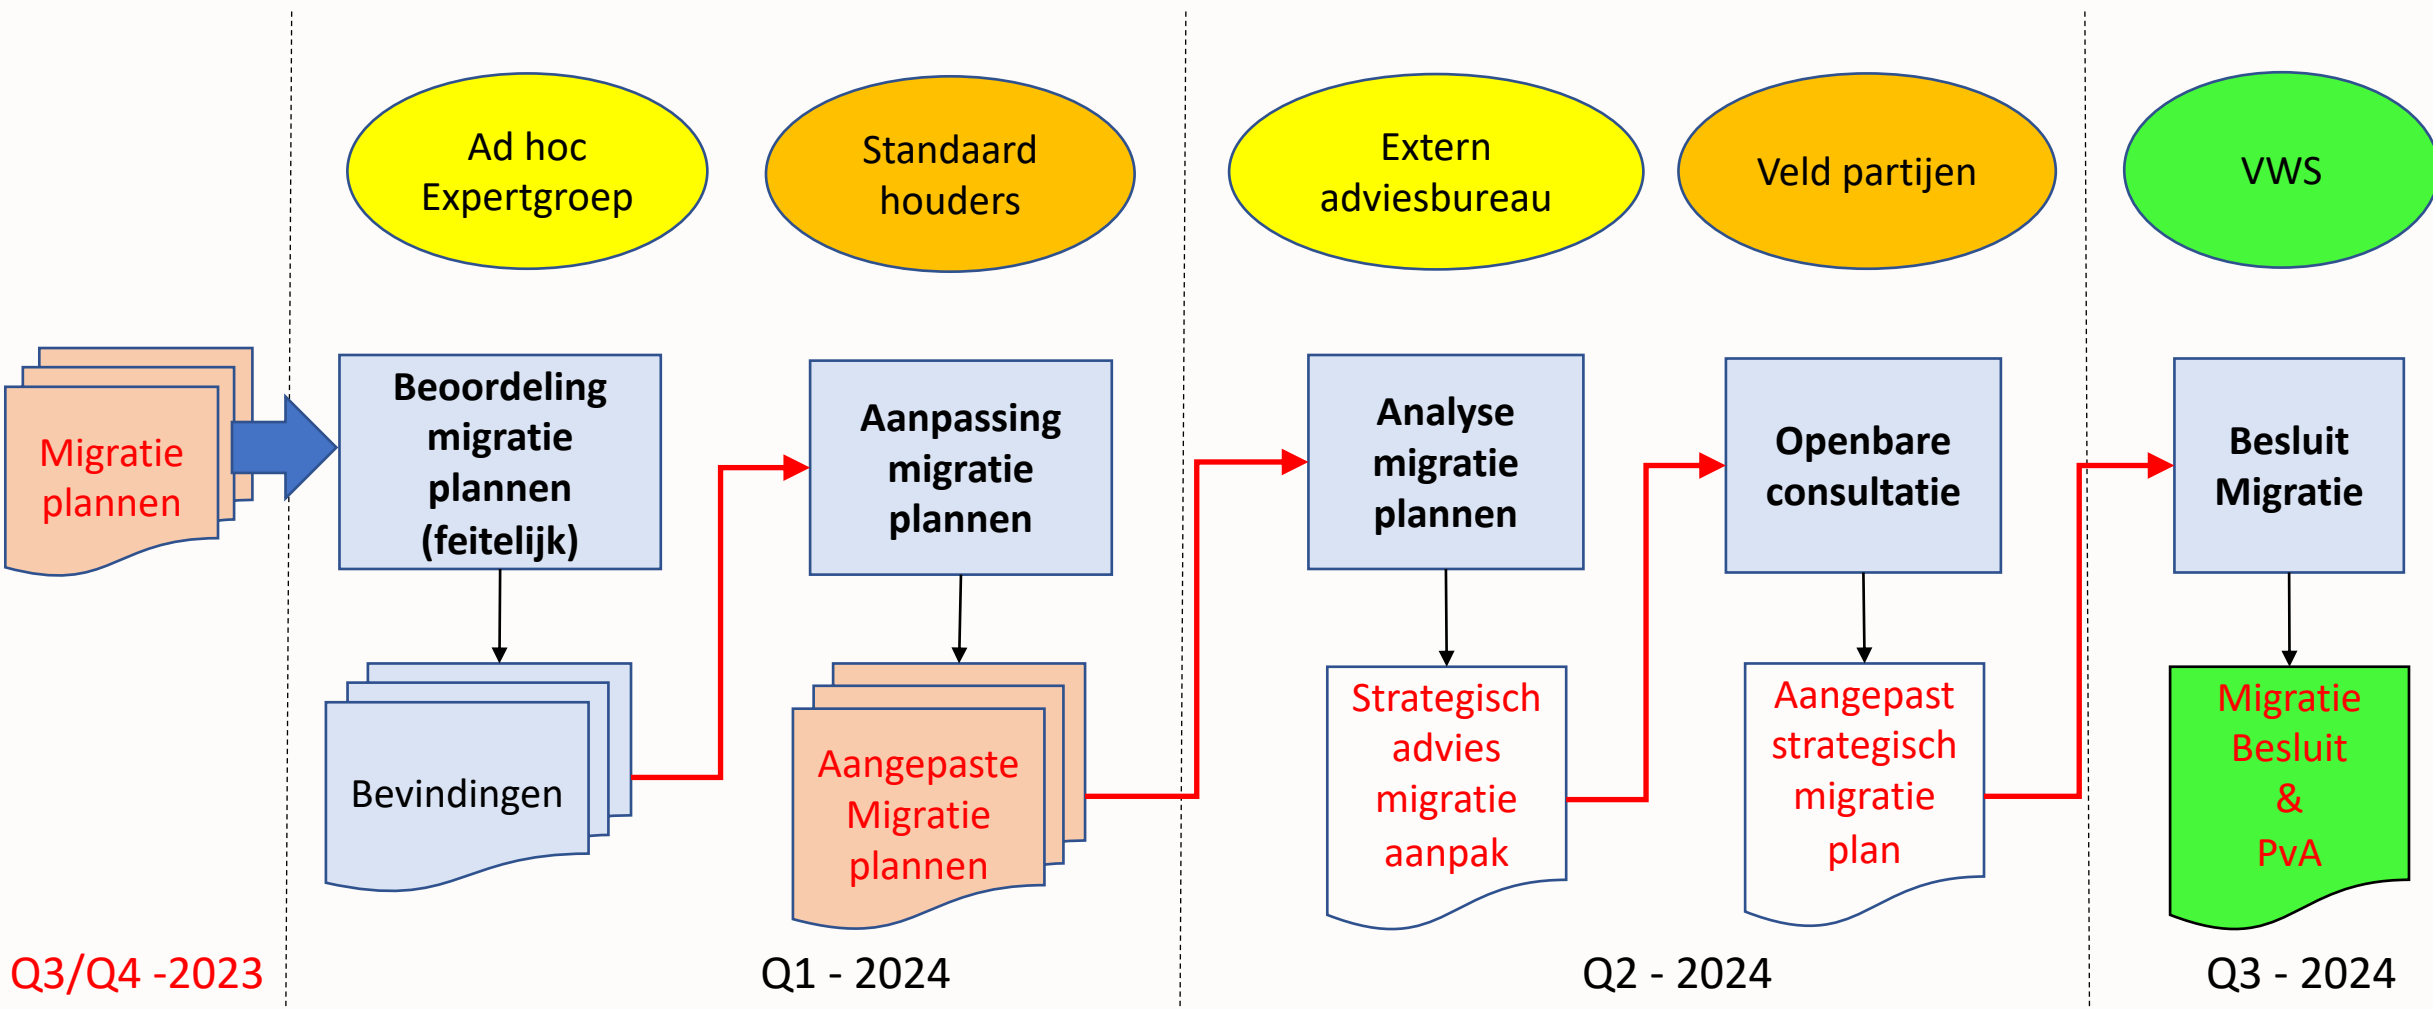 Ad hoc
Expertgroep
Standaard
houders
Extern
adviesbureau
Veld partijen
VWS
Migratie
plannen
Beoordeling
migratie
plannen
(feitelijk)
Aanpassing
migratie
plannen
Analyse
migratie
plannen
Openbare
consultatie
Besluit
Migratie
Bevindingen
Aangepaste
Migratie
plannen
Strategisch
advies
migratie
aanpak
Aangepast
strategisch
migratie
plan
Migratie
Besluit
&
PvA
Q3/Q4 -2023
Q1 - 2024
Q2 - 2024
Q3 - 2024